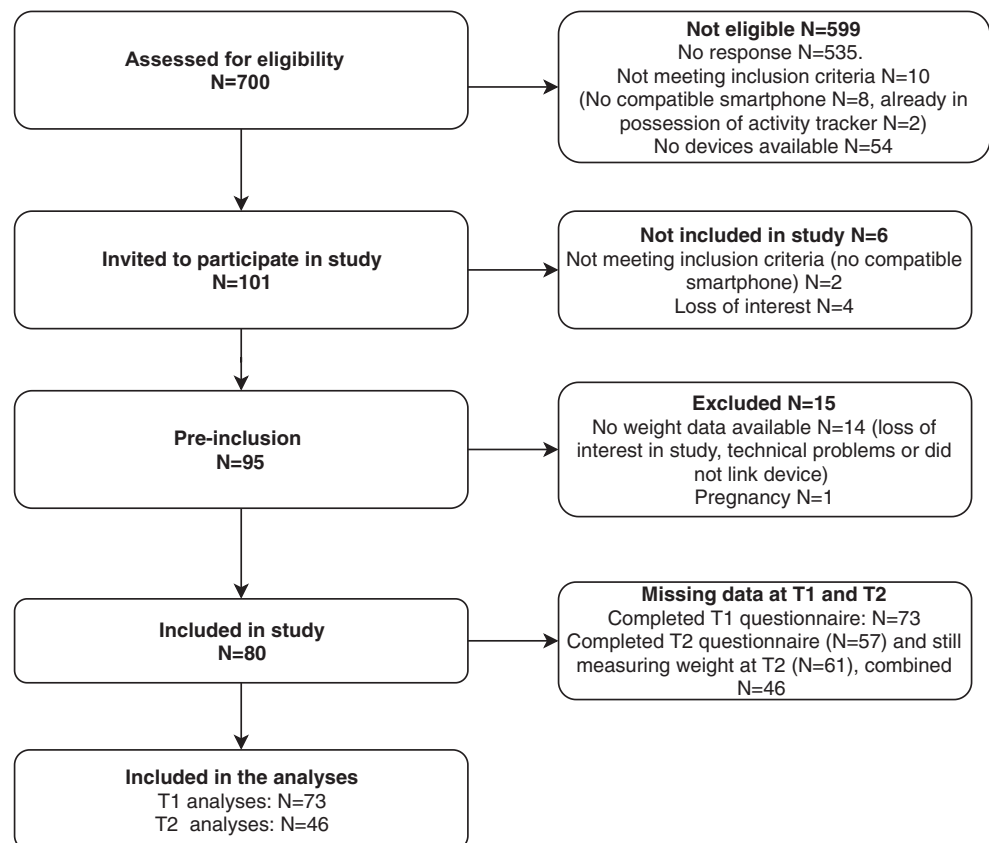 Assessed for eligibility
N=700
Not eligible N=599
No response N=535.
Not meeting inclusion criteria N=10
(No compatible smartphone N=8, already in
possession of activity tracker N=2)
No devices available N=54
Invited to participate in study
N=101
Not included in study N=6
Not meeting inclusion criteria (no compatible
smartphone) N=2
Loss of interest N=4
Pre-inclusion
N=95
Excluded N=15
No weight data available N=14 (loss of
interest in study, technical problems or did
not link device)
Pregnancy N=1
Included in study
N=80
Missing data at T1 and T2
Completed T1 questionnaire: N=73
Completed T2 questionnaire (N=57) and still
measuring weight at T2 (N=61), combined
N=46
Included in the analyses
T1 analyses: N=73
T2 analyses: N=46